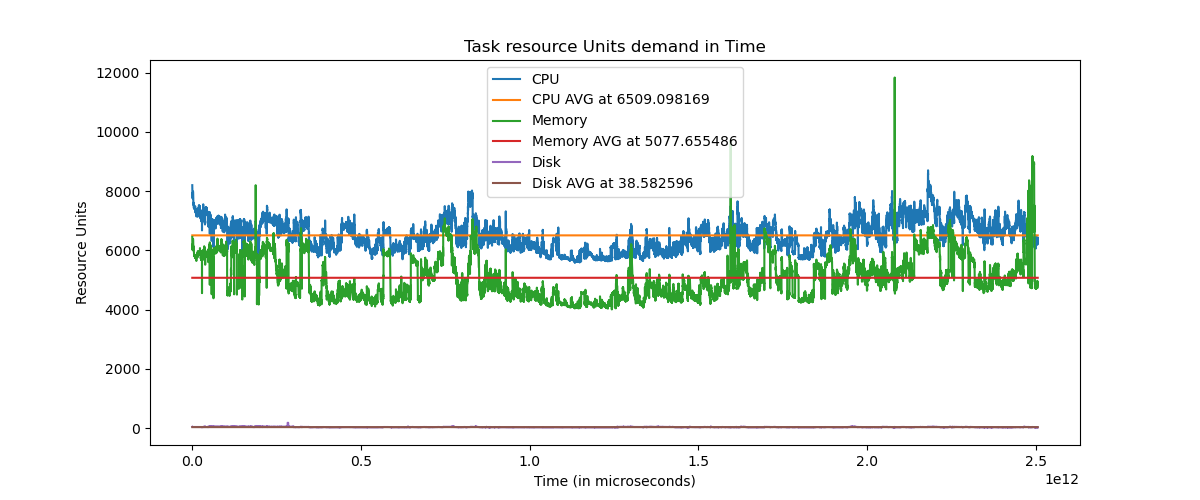 Task resource Units demand in Time
CPU
CPU AVG at 6509.098169
Memory
Memory AVG at 5077.655486
Disk
Disk AVG at 38.582596
Resource Units
12000
10000
8000
6000
4000
2000
0
0.0 0.5 1.0 1.5 2.0 2.5
1e12
Time (in microseconds)